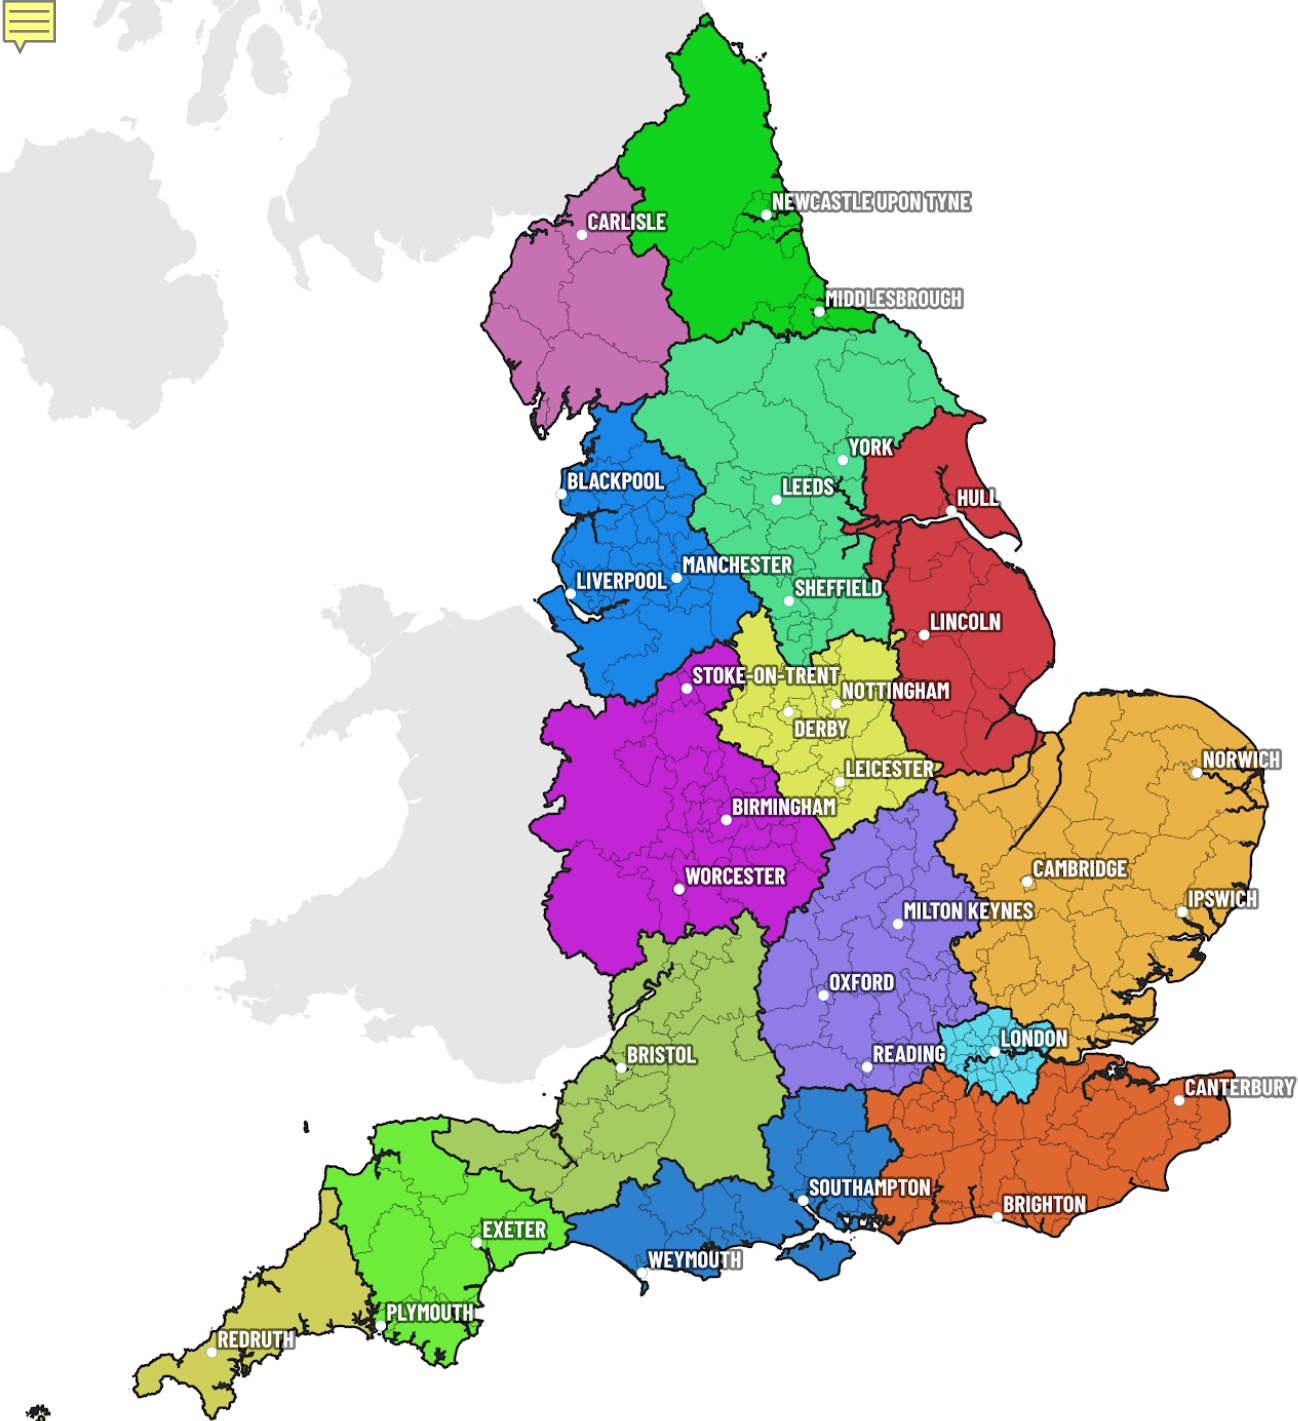 NEWCASTLE UPON TYNE
CARLISLE
MIDDLESBROUGH
YORK
BLACKPOOL
LEEDS
HULL
MANCHESTER
LIVERPOOL
SHEFFIELD
LINCOLN
STOKE-ON-TRENT
NOTTINGHAM
DERBY
NORWICH
LEICESTER
BIRMINGHAM
CAMBRIDGE
WORCESTER
IPSWICH
MILTON KEYNES
OXFORD
LONDON
BRISTOL
READING
CANTERBURY
SOUTHAMPTON
BRIGHTON
EXETER
WEYMOUTH
PLYMOUTH
REDRUTH